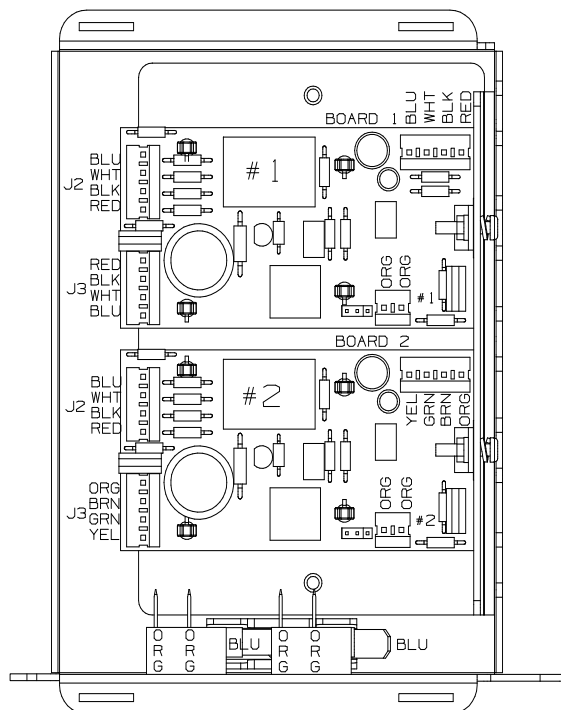 BOARD 1
BLU
WHT
BLK
RED
#1
J2
BLU
WHT
BLK
RED
J3
RED
BLK
WHT
BLU
ORG
ORG
#1
BOARD 2
#2
J2
BLU
WHT
BLK
RED
YEL
GRN
BRN
ORG
J3
ORG
BRN
GRN
YEL
ORG
ORG
#2
ORG
ORG
BLU
ORG
ORG
BLU